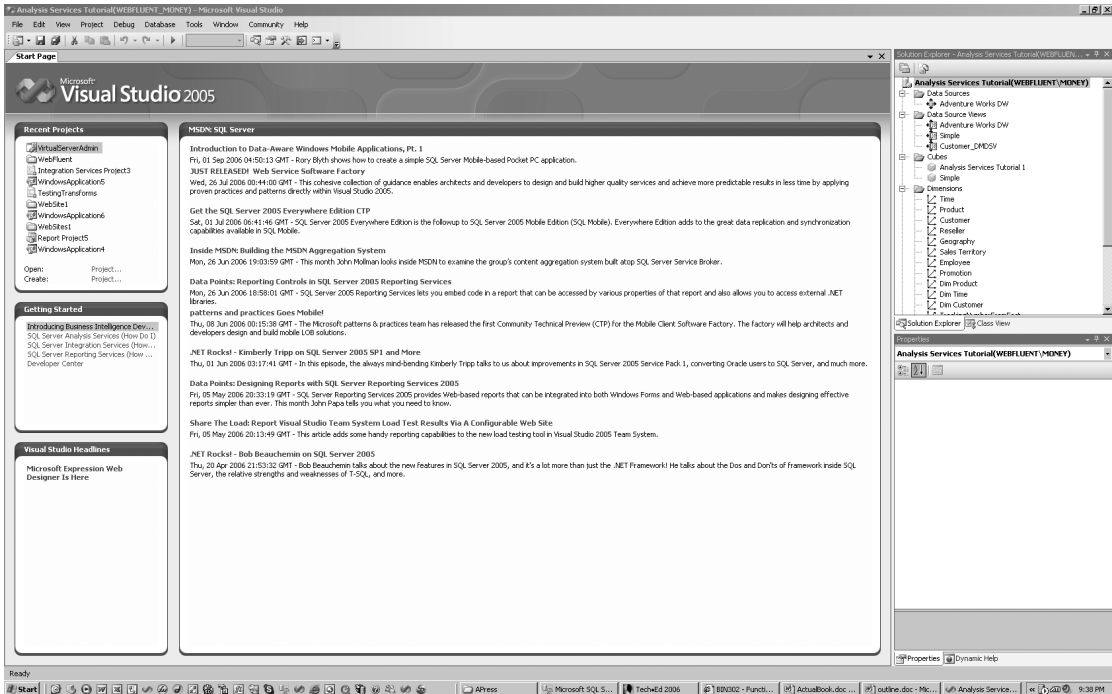 Analysis Services Tutorial(WEBFLUENT_MONEY) - Microsoft Visual Studio
File Edit View Project Debug Database Tools Window Community Help
Start Page
Microsoft
Visual Studio 2005
Recent Projects
VirtualServerAdmin
WebFluent
Integration Services Project3
WindowsApplication5
TestingTransforms
WebSite1
WindowsApplication6
WebSites1
Report Project5
WindowsApplication4
Open: Project...
Create: Project...
Getting Started
Introducing Business Intelligence Dev...
SQL Server Analysis Services (How Do I)
SQL Server Integration Services (How...
SQL Server Reporting Services (How ...
Developer Center
Visual Studio Headlines
Microsoft Expression Web
Designer Is Here
MSDN: SQL Server
Introduction to Data-Aware Windows Mobile Applications, Pt. 1
Fri, 01 Sep 2006 04:50:13 GMT - Rory Blyth shows how to create a simple SQL Server Mobile-based Pocket PC application.
JUST RELEASED! Web Service Software Factory
Wed, 26 Jul 2006 00:44:00 GMT - This cohesive collection of guidance enables architects and developers to design and build higher quality services and achieve more predictable results in less time by applying
proven practices and patterns directly within Visual Studio 2005.
Get the SQL Server 2005 Everywhere Edition CTP
Sat, 01 Jul 2006 06:41:46 GMT - SQL Server 2005 Everywhere Edition is the followup to SQL Server 2005 Mobile Edition (SQL Mobile). Everywhere Edition adds to the great data replication and synchronization
capabilities available in SQL Mobile.
Inside MSDN: Building the MSDN Aggregation System
Mon, 26 Jun 2006 19:03:59 GMT - This month John Mollman looks inside MSDN to examine the group's content aggregation system built atop SQL Server Service Broker.
Data Points: Reporting Controls in SQL Server 2005 Reporting Services
Mon, 26 Jun 2006 18:58:01 GMT - SQL Server 2005 Reporting Services lets you embed code in a report that can be accessed by various properties of that report and also allows you to access external .NET
libraries.
patterns and practices Goes Mobile!
Thu, 08 Jun 2006 00:15:38 GMT - The Microsoft patterns & practices team has released the first Community Technical Preview (CTP) for the Mobile Client Software Factory. The factory will help architects and
developers design and build mobile LOB solutions.
.NET Rocks! - Kimberly Tripp on SQL Server 2005 SP1 and More
Thu, 01 Jun 2006 03:17:41 GMT - In this episode, the always mind-bending Kimberly Tripp talks to us about improvements in SQL Server 2005 Service Pack 1, converting Oracle users to SQL Server, and much more.
Data Points: Designing Reports with SQL Server Reporting Services 2005
Fri, 05 May 2006 20:33:19 GMT - SQL Server Reporting Services 2005 provides Web-based reports that can be integrated into both Windows Forms and Web-based applications and makes designing effective
reports simpler than ever. This month John Papa tells you what you need to know.
Share The Load: Report Visual Studio Team System Load Test Results Via A Configurable Web Site
Fri, 05 May 2006 20:13:49 GMT - This article adds some handy reporting capabilities to the new load testing tool in Visual Studio 2005 Team System.
.NET Rocks! - Bob Beauchemin on SQL Server 2005
Thu, 20 Apr 2006 21:53:32 GMT - Bob Beauchemin talks about the new features in SQL Server 2005, and it's a lot more than just the .NET Framework! He talks about the Dos and Don'ts of framework inside SQL
Server, the relative strengths and weaknesses of T-SQL, and more.
Solution Explorer - Analysis Services Tutorial(WEBFLUEN...
Analysis Services Tutorial(WEBFLUENT\MONEY)
Data Sources
Adventure Works DW
Data Source Views
Adventure Works DW
Simple
Customer_DMDSV
Cubes
Analysis Services Tutorial 1
Simple
Dimensions
Time
Product
Customer
Reseller
Geography
Sales Territory
Employee
Promotion
Dim Product
Dim Time
Dim Customer
Solution Explorer Class View
Properties
Analysis Services Tutorial(WEBFLUENT\MONEY)
Properties Dynamic Help
Ready
Start APress Microsoft SQL S... Tech•Ed 2006 BIN302 - Functi... ActualBook.doc ... outline.doc - Mic... Analysis Service... 9:38 PM